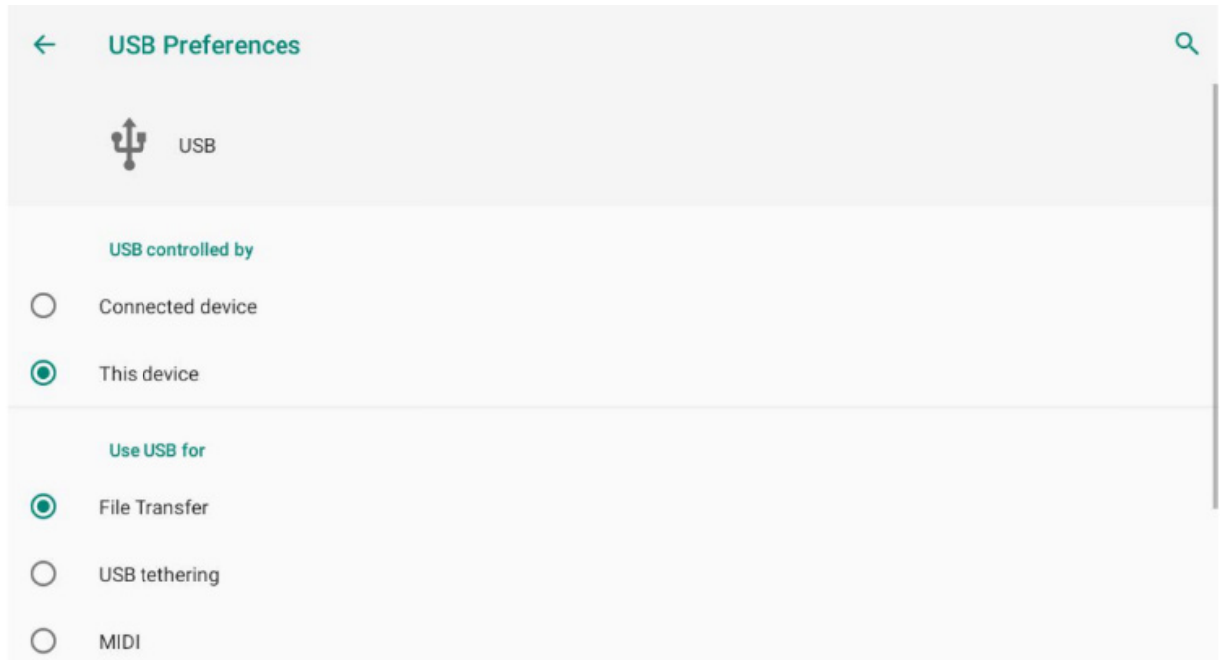 USB Preferences
USB
USB controlled by
Connected device
This device
Use USB for
File Transfer
USB tethering
MIDI